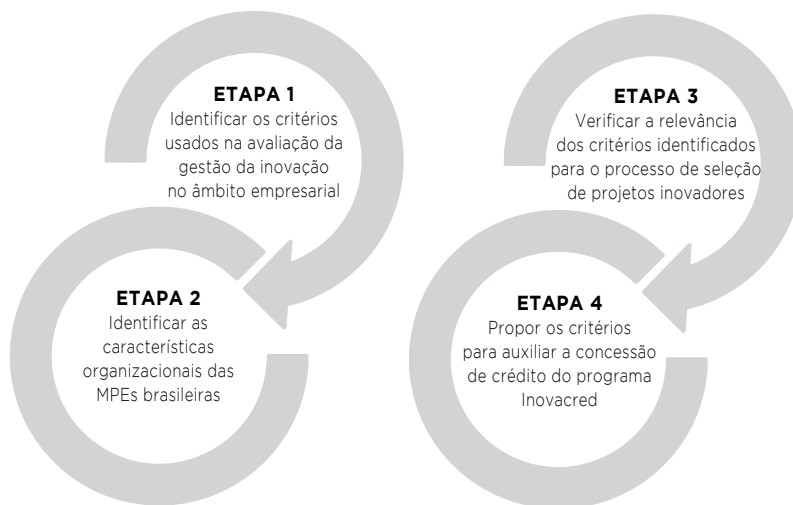 ETAPA 1
Identificar os critérios
usados na avaliação da
gestão da inovação
no âmbito empresarial
ETAPA 2
Identificar as
características
organizacionais das
MPEs brasileiras
ETAPA 3
Verificar a relevância
dos critérios identificados
para o processo de seleção
de projetos inovadores
ETAPA 4
Propor os critérios
para auxiliar a concessão
de crédito do programa
Inovacred